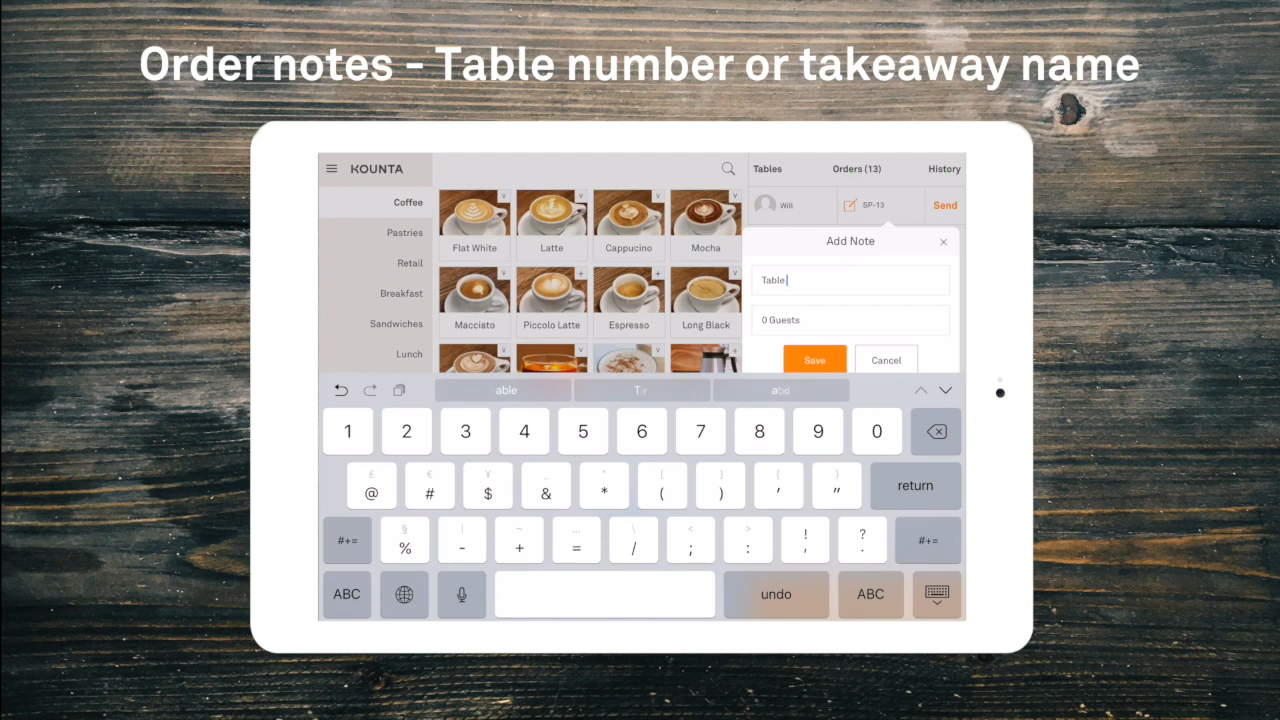 Order notes - Table number or takeaway name
KOUNTA
Tables Orders (13) History
Coffee
Will SP-13 Send
Pastries
Retail
Breakfast
Sandwiches
Lunch
Flat White Latte Cappucino Mocha
Macciato Piccolo Latte Espresso Long Black
Add Note
Table
0 Guests
Save Cancel
able
1 2 3 4 5 6 7 8 9 0
£ € ¥ _ ^ [ ] { }
@ # $ & * ( ) ' "
return
§ | ~ … \ < > ! ?
#+= % - + = / ; : , . #+=
ABC undo ABC